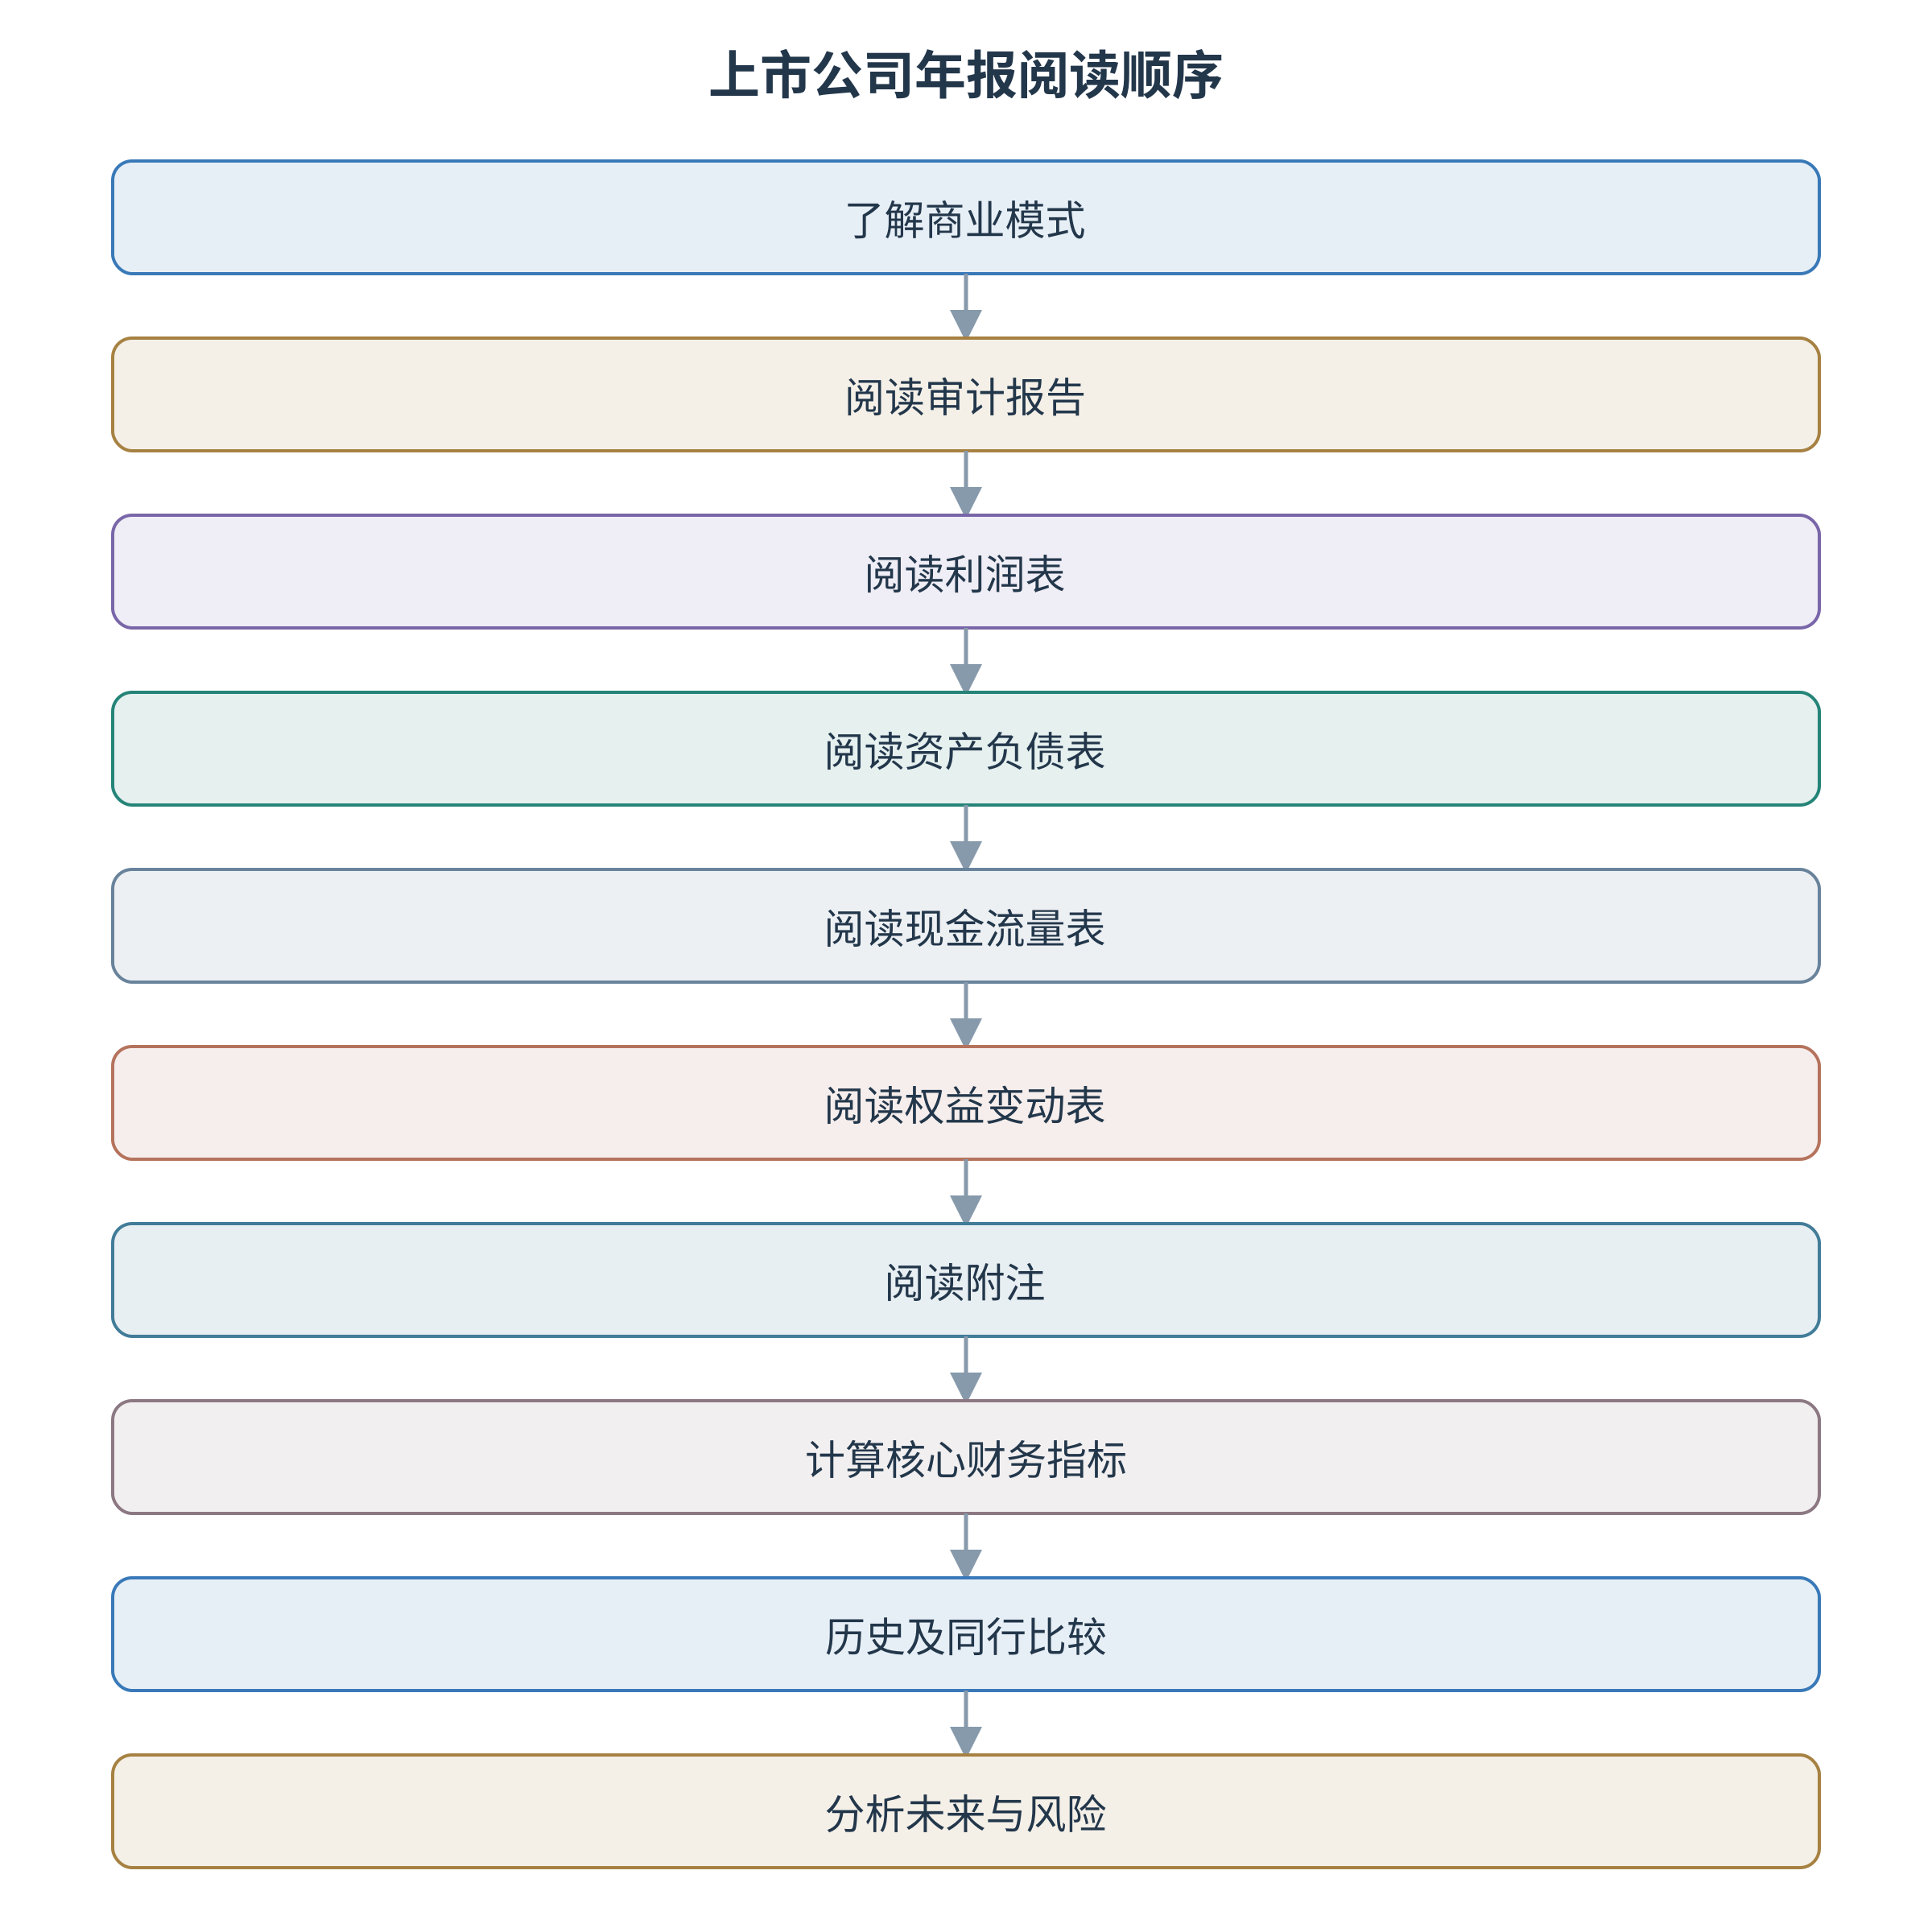 上市公司年报阅读顺序
了解商业模式
阅读审计报告
阅读利润表
阅读资产负债表
阅读现金流量表
阅读权益变动表
阅读附注
计算核心财务指标
历史及同行比较
分析未来与风险